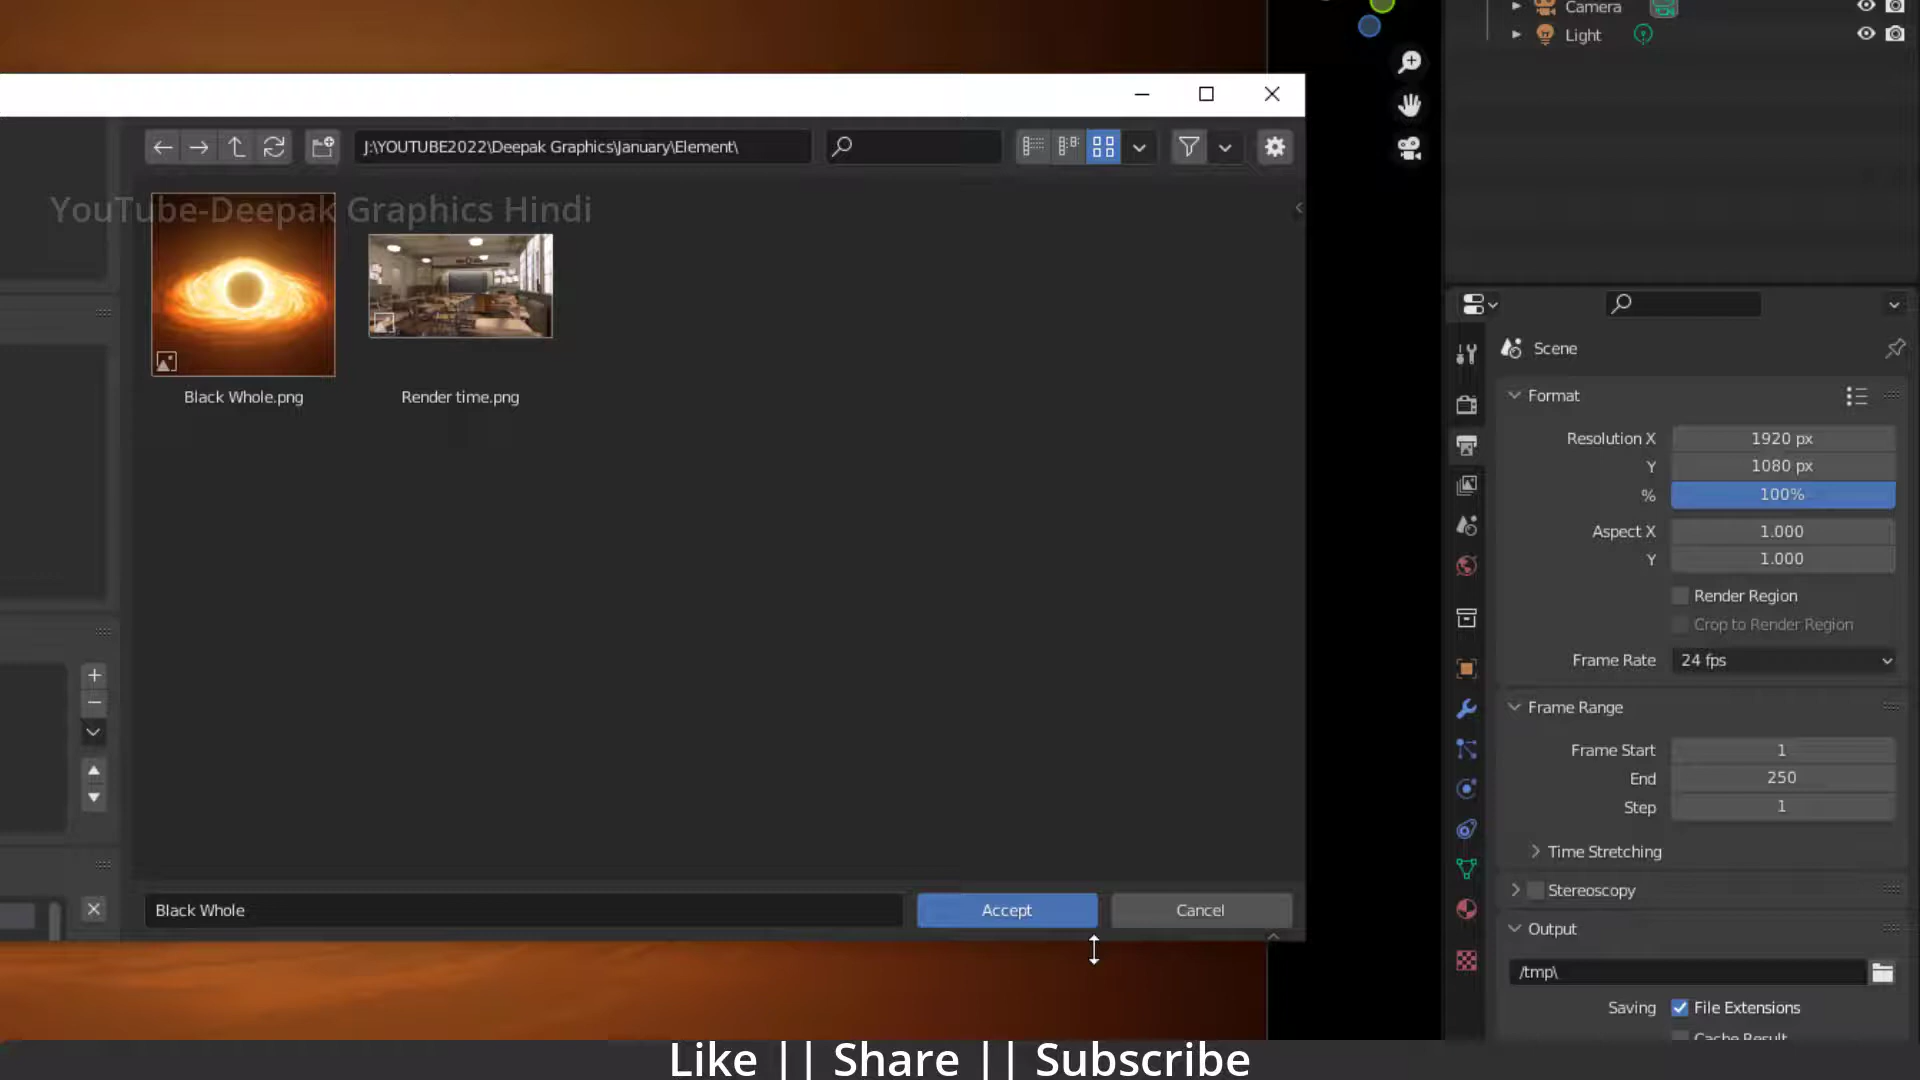 Camera
Light
J:\YOUTUBE2022\Deepak Graphics\January\Element\
YouTube-Deepak Graphics Hindi
Black Whole.png
Render time.png
Black Whole
Accept
Cancel
Scene
Format
Resolution X 1920 px
Y 1080 px
% 100%
Aspect X 1.000
Y 1.000
Render Region
Crop to Render Region
Frame Rate 24 fps
Frame Range
Frame Start 1
End 250
Step 1
Time Stretching
Stereoscopy
Output
/tmp\
Saving File Extensions
Cache Result
Like || Share || Subscribe